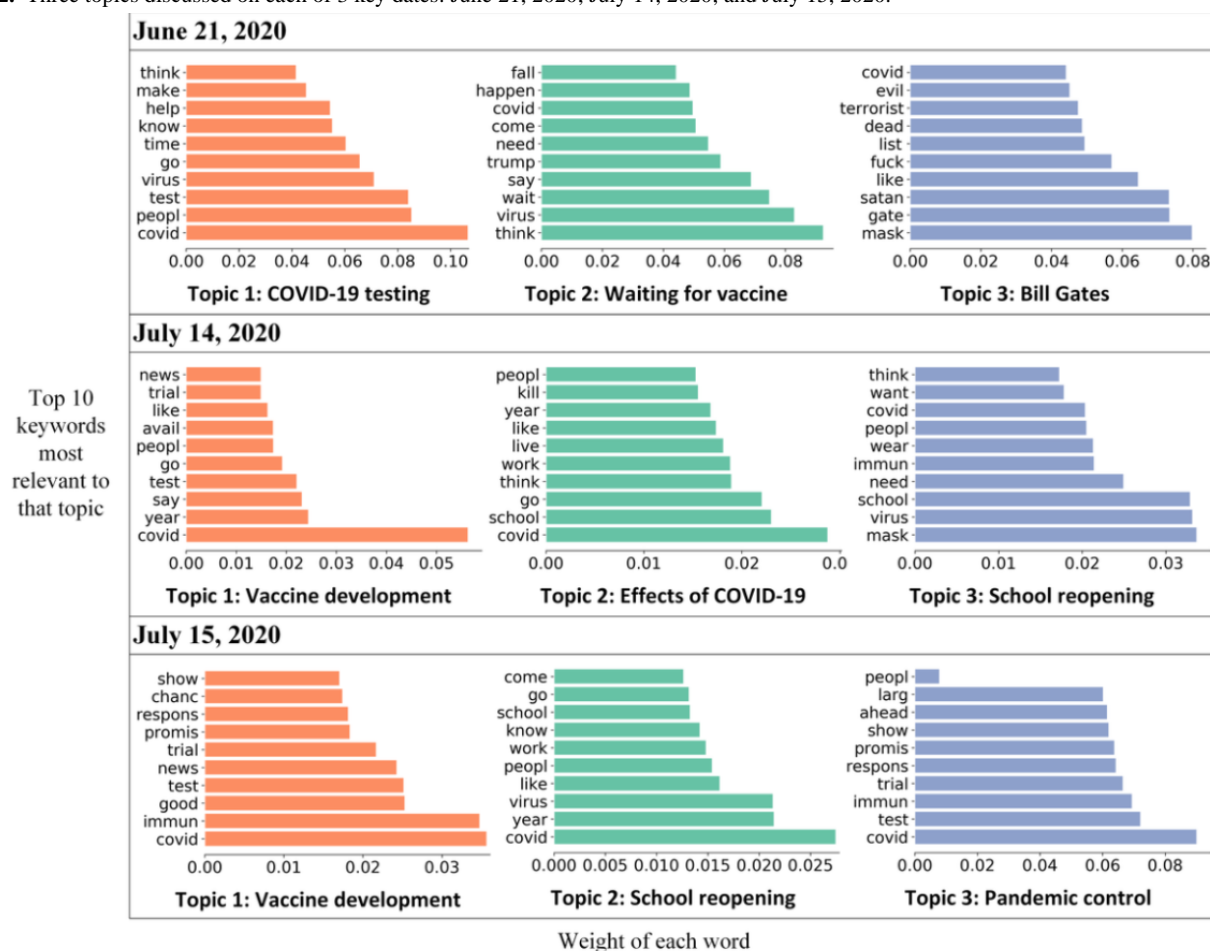 2. Three topics discussed on each of 3 key dates: June 21, 2020, July 14, 2020, and July 15, 2020.
June 21, 2020
think
make
help
know
time
go
virus
test
peopl
covid
0.00 0.02 0.04 0.06 0.08 0.10
Topic 1: COVID-19 testing
fall
happen
covid
come
need
trump
say
wait
virus
think
0.00 0.02 0.04 0.06 0.08
Topic 2: Waiting for vaccine
covid
evil
terrorist
dead
list
fuck
like
satan
gate
mask
0.00 0.02 0.04 0.06 0.08
Topic 3: Bill Gates
July 14, 2020
Top 10
keywords
most
relevant to
that topic
news
trial
like
avail
peopl
go
test
say
year
covid
0.00 0.01 0.02 0.03 0.04 0.05
Topic 1: Vaccine development
peopl
kill
year
like
live
work
think
go
school
covid
0.00 0.01 0.02 0.0
Topic 2: Effects of COVID-19
think
want
covid
peopl
wear
immun
need
school
virus
mask
0.00 0.01 0.02 0.03
Topic 3: School reopening
July 15, 2020
show
chanc
respons
promis
trial
news
test
good
immun
covid
0.00 0.01 0.02 0.03
Topic 1: Vaccine development
come
go
school
know
work
peopl
like
virus
year
covid
0.000 0.005 0.010 0.015 0.020 0.025
Topic 2: School reopening
peopl
larg
ahead
show
promis
respons
trial
immun
test
covid
0.00 0.02 0.04 0.06 0.08
Topic 3: Pandemic control
Weight of each word